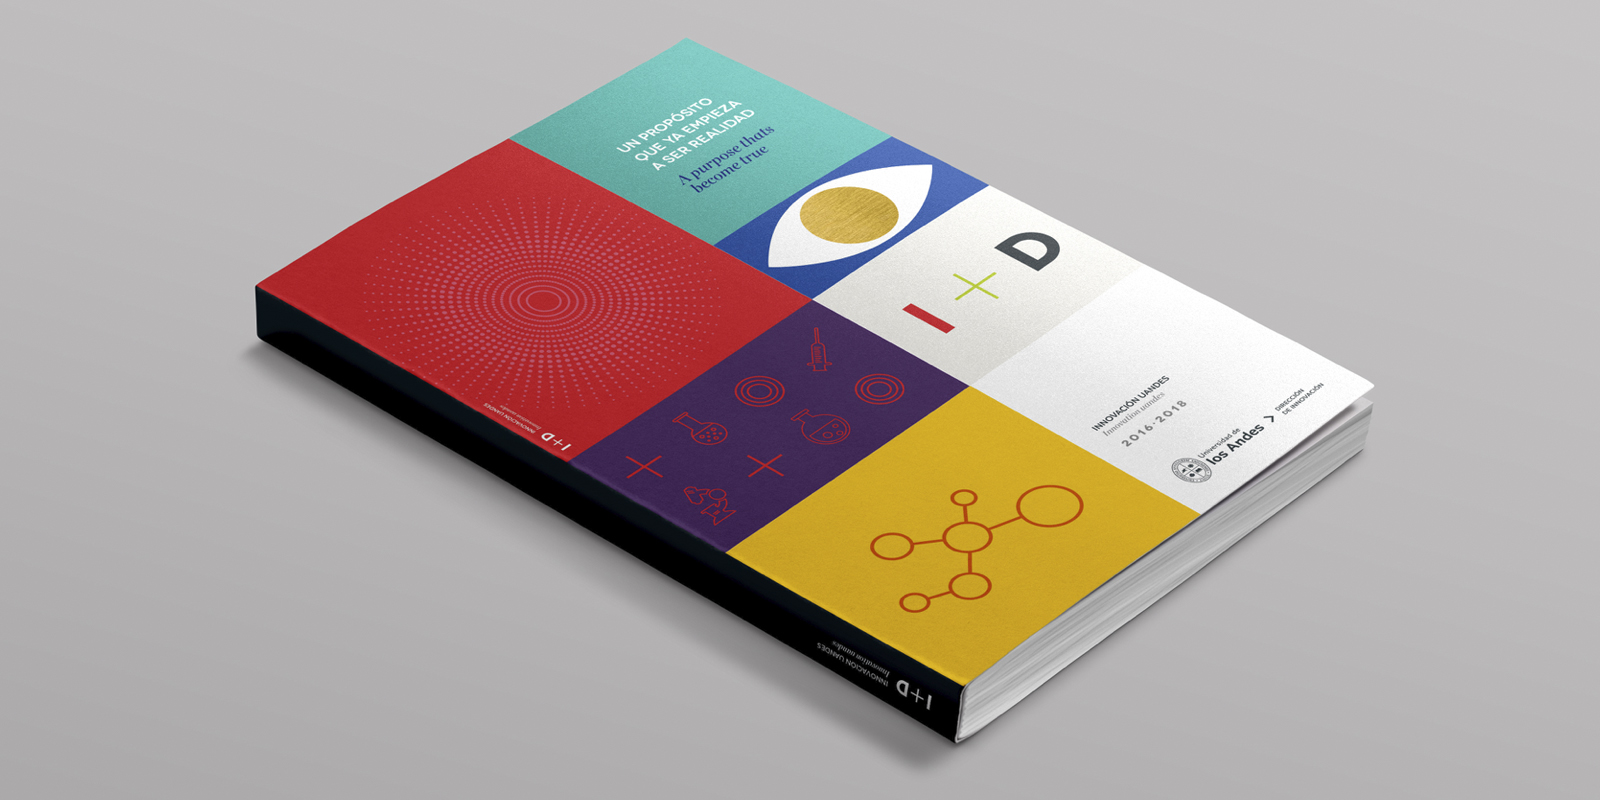 UN PROPÓSITO
QUE YA EMPIEZA
A SER REALIDAD
A purpose thats
become true
I+D
INNOVACIÓN UANDES
Innovation uandes
2016·2018
Universidad de
los Andes
DIRECCIÓN
DE INNOVACIÓN
I+D
INNOVACIÓN UANDES
Innovation uandes
I+D
INNOVACIÓN UANDES
Innovation uandes